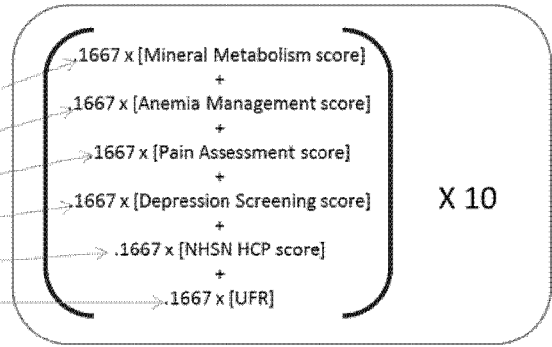 .1667 x [Mineral Metabolism score]
+
.1667 x [Anemia Management score]
+
.1667 x [Pain Assessment score]
+
.1667 x [Depression Screening score]
+
.1667 x [NHSN HCP score]
+
.1667 x [UFR]
X 10